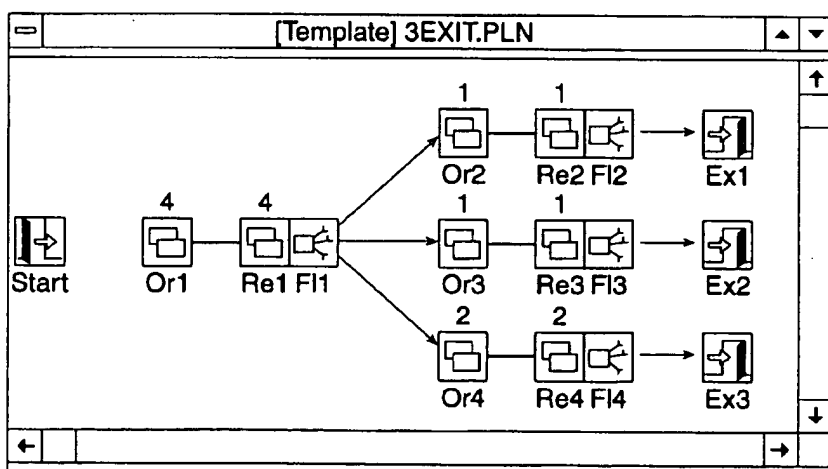 [Template] 3EXIT.PLN
1 1
Or2 Re2 Fl2 Ex1
4 4 1 1
Start Or1 Re1 Fl1 Or3 Re3 Fl3 Ex2
2 2
Or4 Re4 Fl4 Ex3